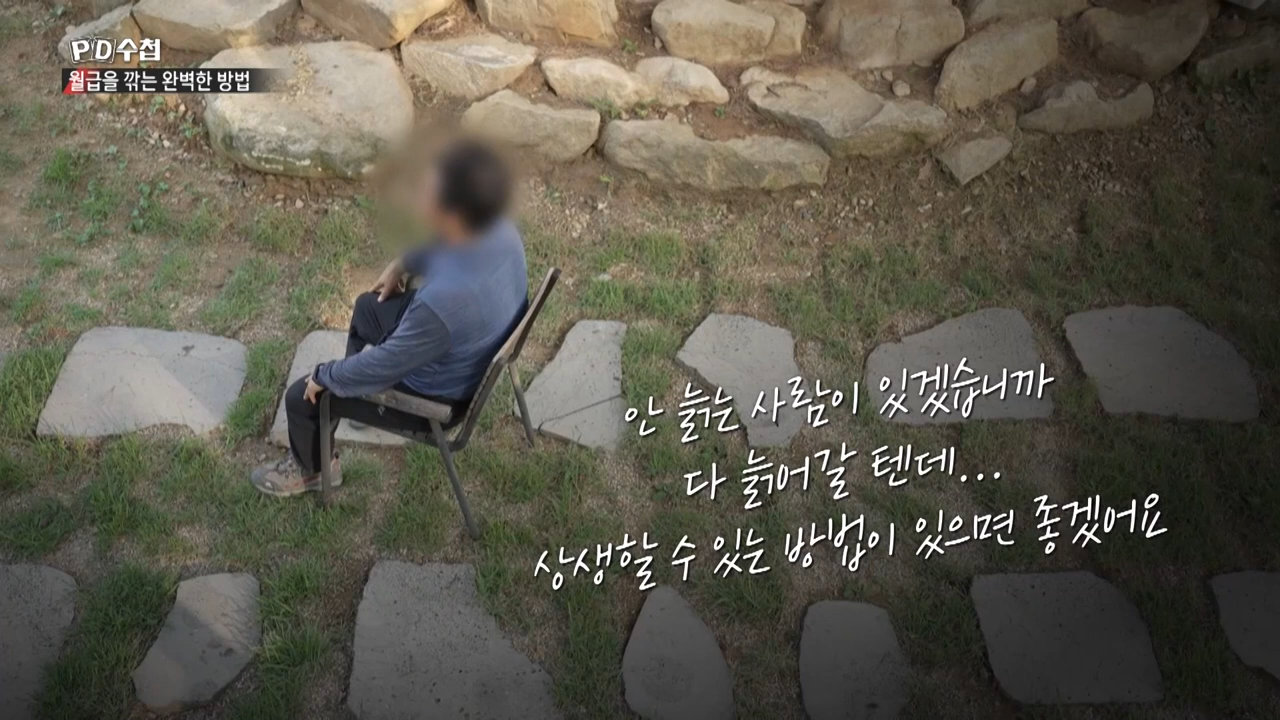 PD수첩
월급을 깎는 완벽한 방법
안 늙는 사람이 있겠습니까
다 늙어갈 텐데...
상생할 수 있는 방법이 있으면 좋겠어요